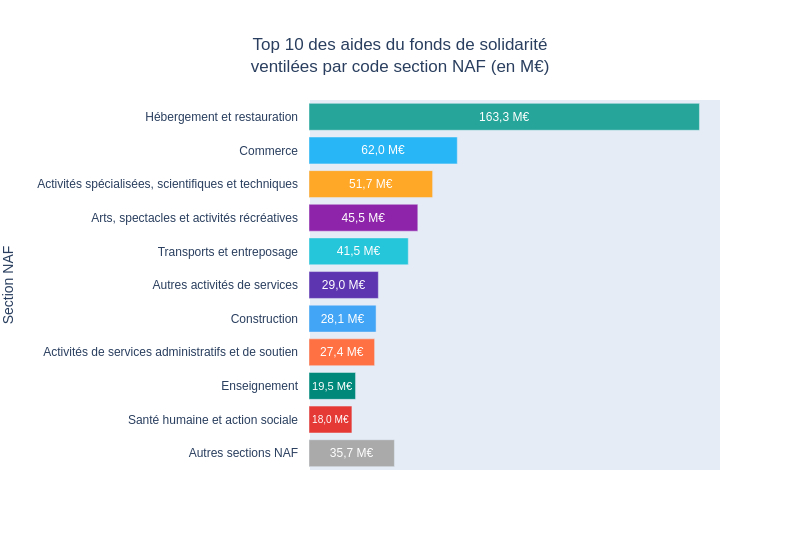 Top 10 des aides du fonds de solidarité
ventilées par code section NAF (en M€)
Section NAF
Hébergement et restauration 163,3 M€
Commerce 62,0 M€
Activités spécialisées, scientifiques et techniques 51,7 M€
Arts, spectacles et activités récréatives 45,5 M€
Transports et entreposage 41,5 M€
Autres activités de services 29,0 M€
Construction 28,1 M€
Activités de services administratifs et de soutien 27,4 M€
Enseignement 19,5 M€
Santé humaine et action sociale 18,0 M€
Autres sections NAF 35,7 M€